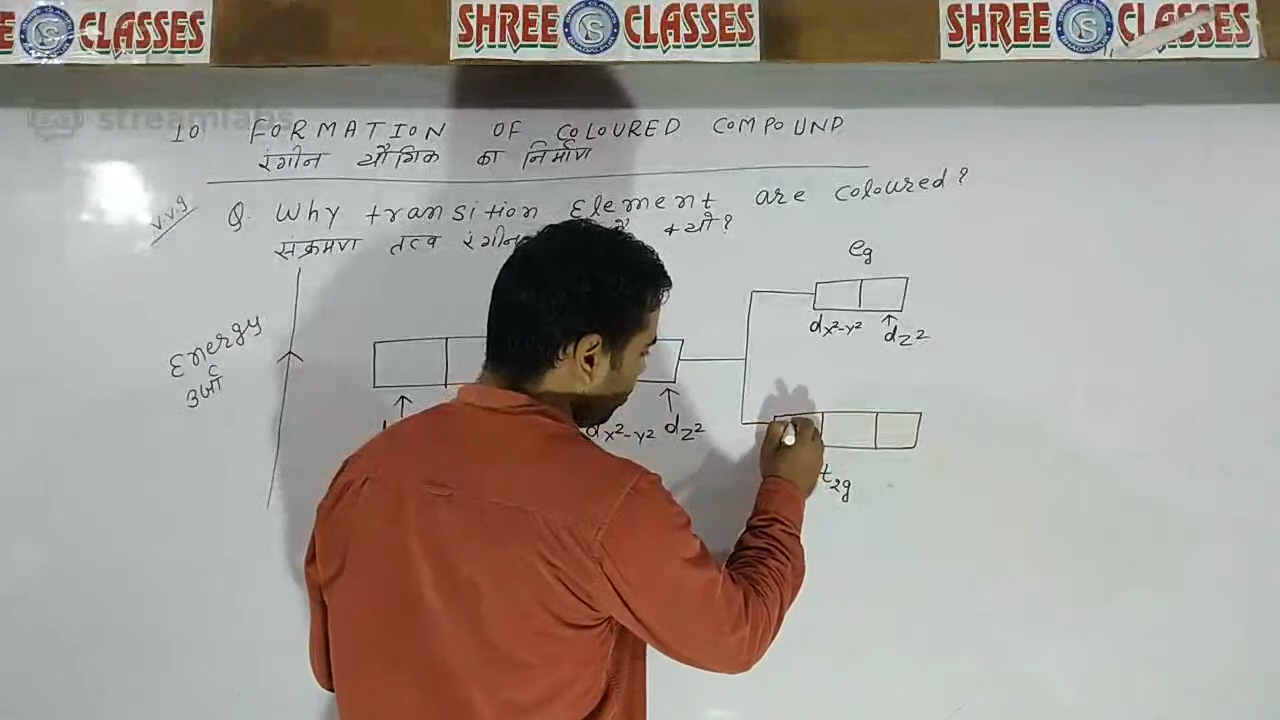 SHREE CLASSES
SHREE CLASSES
CLASSES
streamlabs
10 FORMATION OF COLOURED COMPOUND
रंगीन यौगिक का निर्माण
V.V.g
Q. Why transition Element are coloured?
संक्रमण तत्व रंगीन क्यों?
eg
Energy
ऊर्जा
dx²-y² dz²
dx²-y² dz²
t2g